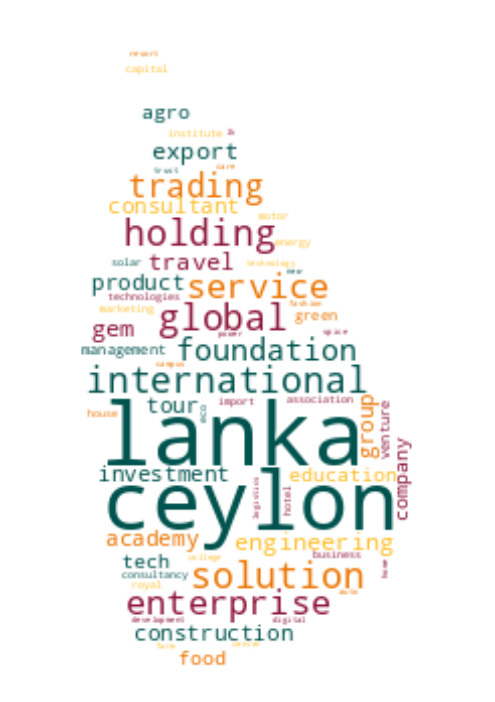 resort
capital
agro
institute lk
export
trust care
trading
consultant
motor
holding
energy
solar travel technology
new
product service
technologies
fashion
marketing
global green
gem
power spice
management foundation
campus
international
tour import association
house eco
lanka
group
venture
company
investment education
ceylon
logistics
hotel
academy engineering
business
tech college
consultancy solution
home
royal
auto
enterprise
development digital
construction
farm center
food